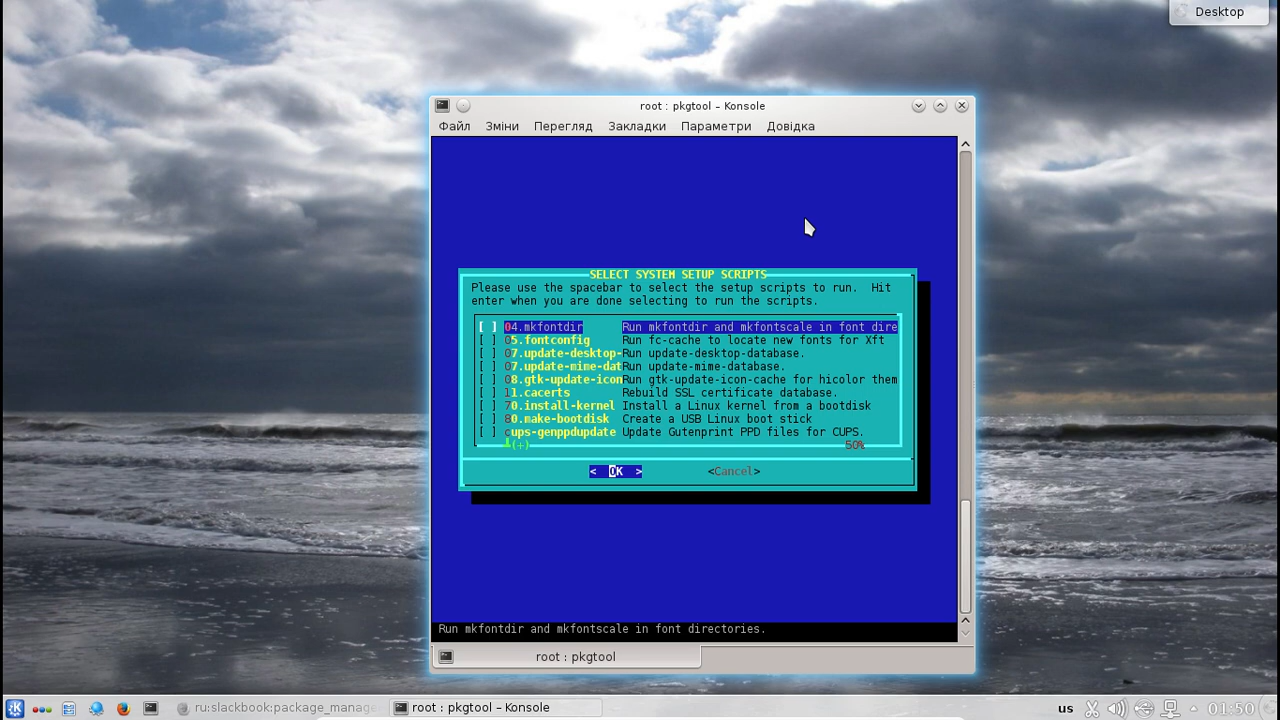 Desktop
root : pkgtool – Konsole
Файл Зміни Перегляд Закладки Параметри Довідка
SELECT SYSTEM SETUP SCRIPTS
Please use the spacebar to select the setup scripts to run. Hit
enter when you are done selecting to run the scripts.
[ ] 04.mkfontdir Run mkfontdir and mkfontscale in font dire
[ ] 05.fontconfig Run fc-cache to locate new fonts for Xft
[ ] 07.update-desktop-Run update-desktop-database.
[ ] 07.update-mime-datRun update-mime-database.
[ ] 08.gtk-update-iconRun gtk-update-icon-cache for hicolor them
[ ] 11.cacerts Rebuild SSL certificate database.
[ ] 70.install-kernel Install a Linux kernel from a bootdisk
[ ] 80.make-bootdisk Create a USB Linux boot stick
[ ] cups-genppdupdate Update Gutenprint PPD files for CUPS.
(+) 50%
< OK > <Cancel>
Run mkfontdir and mkfontscale in font directories.
root : pkgtool
ru:slackbook:package_manage root : pkgtool – Konsole us 01:50